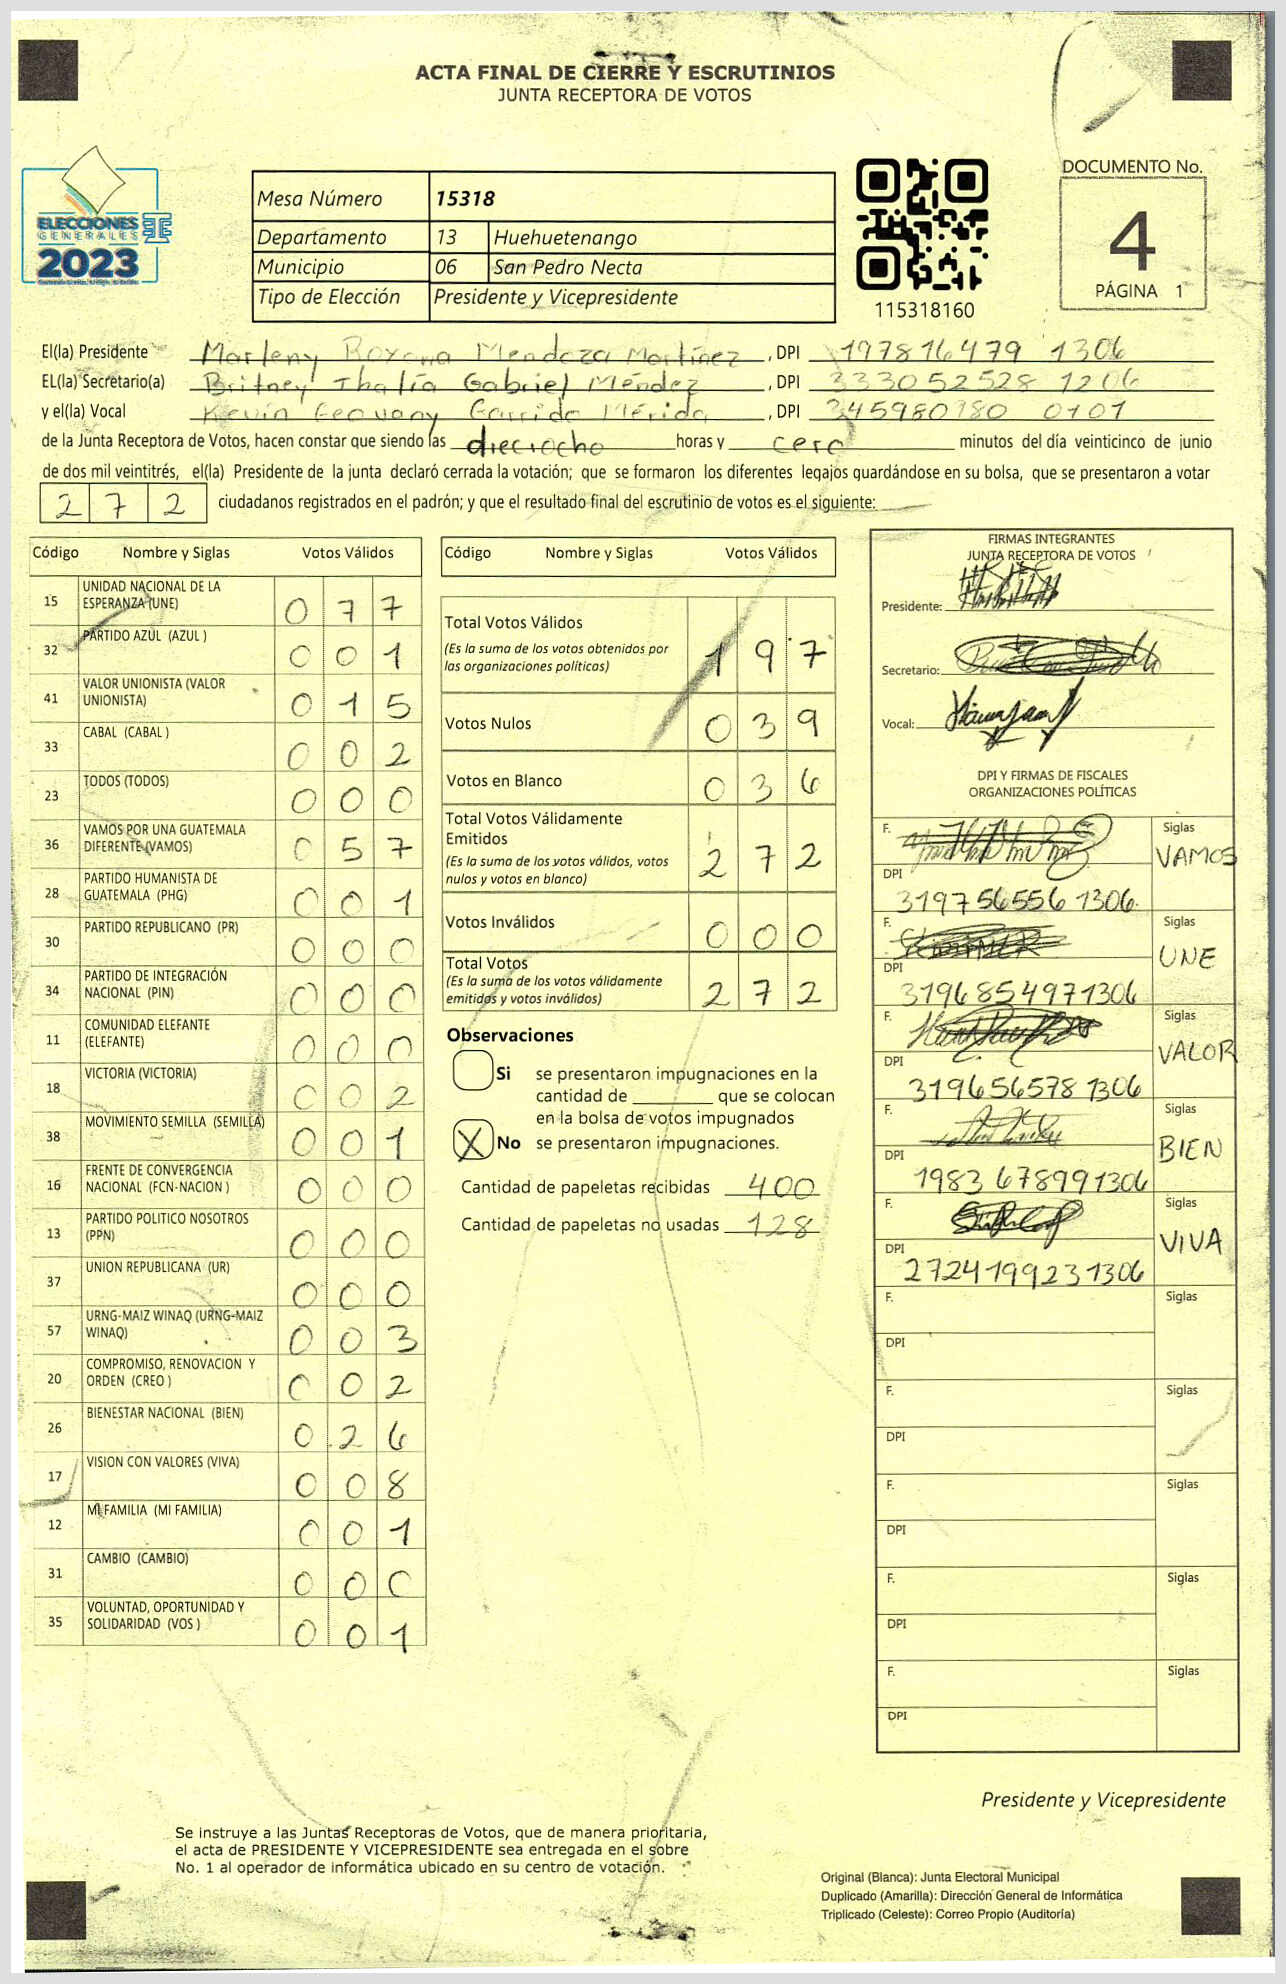 ACTA FINAL DE CIERRE Y ESCRUTINIOS
JUNTA RECEPTORA DE VOTOS
ELECCIONES
GENERALES
2023
Mesa Número 15318
Departamento 13 Huehuetenango
Municipio 06 San Pedro Necta
Tipo de Elección Presidente y Vicepresidente
115318160
DOCUMENTO No.
4
PÁGINA 1
El(la) Presidente Marleny Roxana Mendoza Martínez , DPI 197816479 1306
EL(la) Secretario(a) Britney Thalía Gabriel Méndez , DPI 333052528 1206
y el(la) Vocal Kevin Geovany Garrido Mérida , DPI 0101
de la Junta Receptora de Votos, hacen constar que siendo las dieciocho horas y cero minutos del día veinticinco de junio
de dos mil veintitrés, el(la) Presidente de la junta declaró cerrada la votación; que se formaron los diferentes legajos guardándose en su bolsa, que se presentaron a votar
272 ciudadanos registrados en el padrón; y que el resultado final del escrutinio de votos es el siguiente:
Código Nombre y Siglas Votos Válidos
15 UNIDAD NACIONAL DE LA ESPERANZA (UNE) 0 7 7
32 PARTIDO AZUL (AZUL ) 0 0 1
41 VALOR UNIONISTA (VALOR UNIONISTA) 0 1 5
33 CABAL (CABAL ) 0 0 2
23 TODOS (TODOS) 0 0 0
36 VAMOS POR UNA GUATEMALA DIFERENTE (VAMOS) 0 5 7
28 PARTIDO HUMANISTA DE GUATEMALA (PHG) 0 0 1
30 PARTIDO REPUBLICANO (PR) 0 0 0
34 PARTIDO DE INTEGRACIÓN NACIONAL (PIN) 0 0 0
11 COMUNIDAD ELEFANTE (ELEFANTE) 0 0 0
18 VICTORIA (VICTORIA) 0 0 2
38 MOVIMIENTO SEMILLA (SEMILLA) 0 0 1
16 FRENTE DE CONVERGENCIA NACIONAL (FCN-NACION ) 0 0 0
13 PARTIDO POLITICO NOSOTROS (PPN) 0 0 0
37 UNION REPUBLICANA (UR) 0 0 0
57 URNG-MAIZ WINAQ (URNG-MAIZ WINAQ) 0 0 3
20 COMPROMISO, RENOVACION Y ORDEN (CREO ) 0 0 2
26 BIENESTAR NACIONAL (BIEN) 0 2 6
17 VISION CON VALORES (VIVA) 0 0 8
12 MI FAMILIA (MI FAMILIA) 0 0 1
31 CAMBIO (CAMBIO) 0 0 0
35 VOLUNTAD, OPORTUNIDAD Y SOLIDARIDAD (VOS ) 0 0 1
Código Nombre y Siglas Votos Válidos
Total Votos Válidos 1 9 7
(Es la suma de los votos obtenidos por
las organizaciones políticas)
Votos Nulos 0 3 9
Votos en Blanco 0 3 6
Total Votos Válidamente
Emitidos 2 7 2
(Es la suma de los votos válidos, votos
nulos y votos en blanco)
Votos Inválidos 0 0 0
Total Votos 2 7 2
(Es la suma de los votos válidamente
emitidos y votos inválidos)
Observaciones
Si se presentaron impugnaciones en la
cantidad de ________ que se colocan
en la bolsa de votos impugnados
X No se presentaron impugnaciones.
Cantidad de papeletas recibidas 400
Cantidad de papeletas no usadas 128
FIRMAS INTEGRANTES
JUNTA RECEPTORA DE VOTOS
Presidente:
Secretario:
Vocal:
DPI Y FIRMAS DE FISCALES
ORGANIZACIONES POLÍTICAS
F. Siglas VAMOS
DPI 319756556 1306
F. Siglas UNE
DPI 3196854971306
F. Siglas VALOR
DPI 319656578 1306
F. Siglas BIEN
DPI 1983 678991306
F. Siglas VIVA
DPI 2724199231306
F. Siglas
DPI
F. Siglas
DPI
F. Siglas
DPI
F. Siglas
DPI
F. Siglas
DPI
Presidente y Vicepresidente
Se instruye a las Juntas Receptoras de Votos, que de manera prioritaria,
el acta de PRESIDENTE Y VICEPRESIDENTE sea entregada en el sobre
No. 1 al operador de informática ubicado en su centro de votación.
Original (Blanca): Junta Electoral Municipal
Duplicado (Amarilla): Dirección General de Informática
Triplicado (Celeste): Correo Propio (Auditoría)